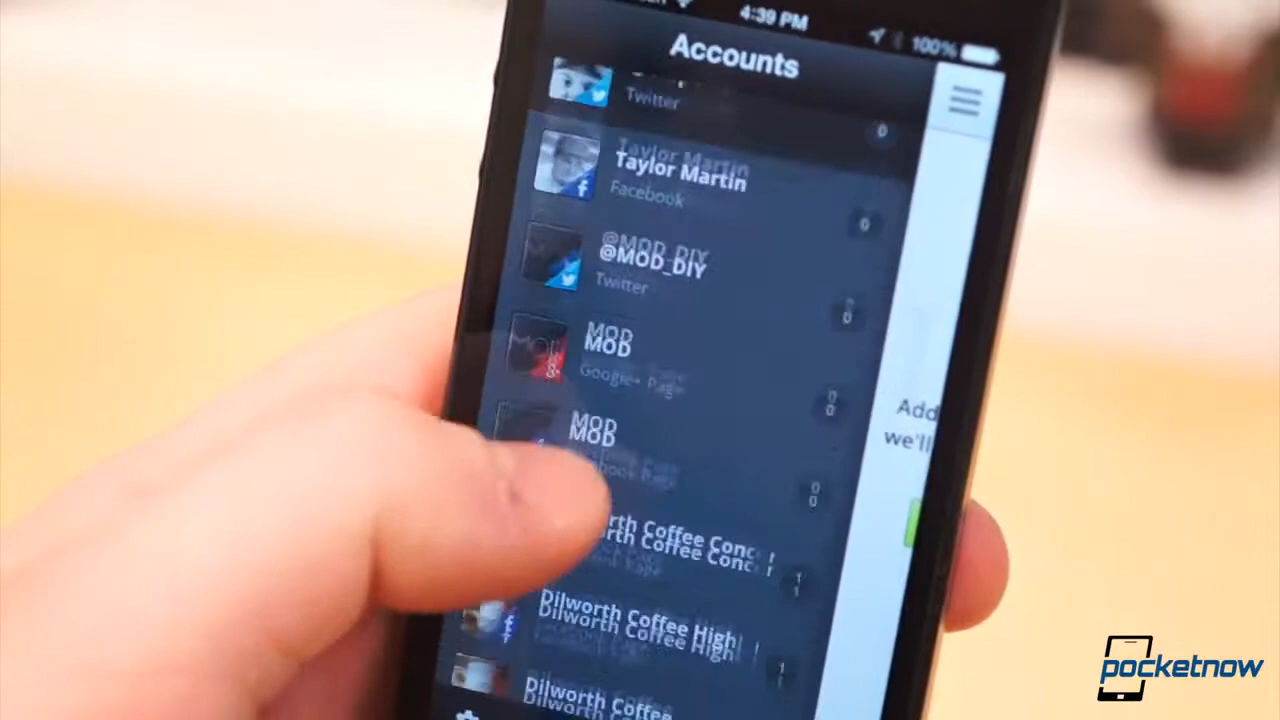 4:39 PM
100%
Accounts
Twitter
0
Taylor Martin
Facebook
0
@MOD_DIY
Twitter
0
MOD
Google+ Page
0
MOD
0
Add
we'll
orth Coffee Conc
1
Dilworth Coffee High
1
Dilworth Coffee
pocketnow